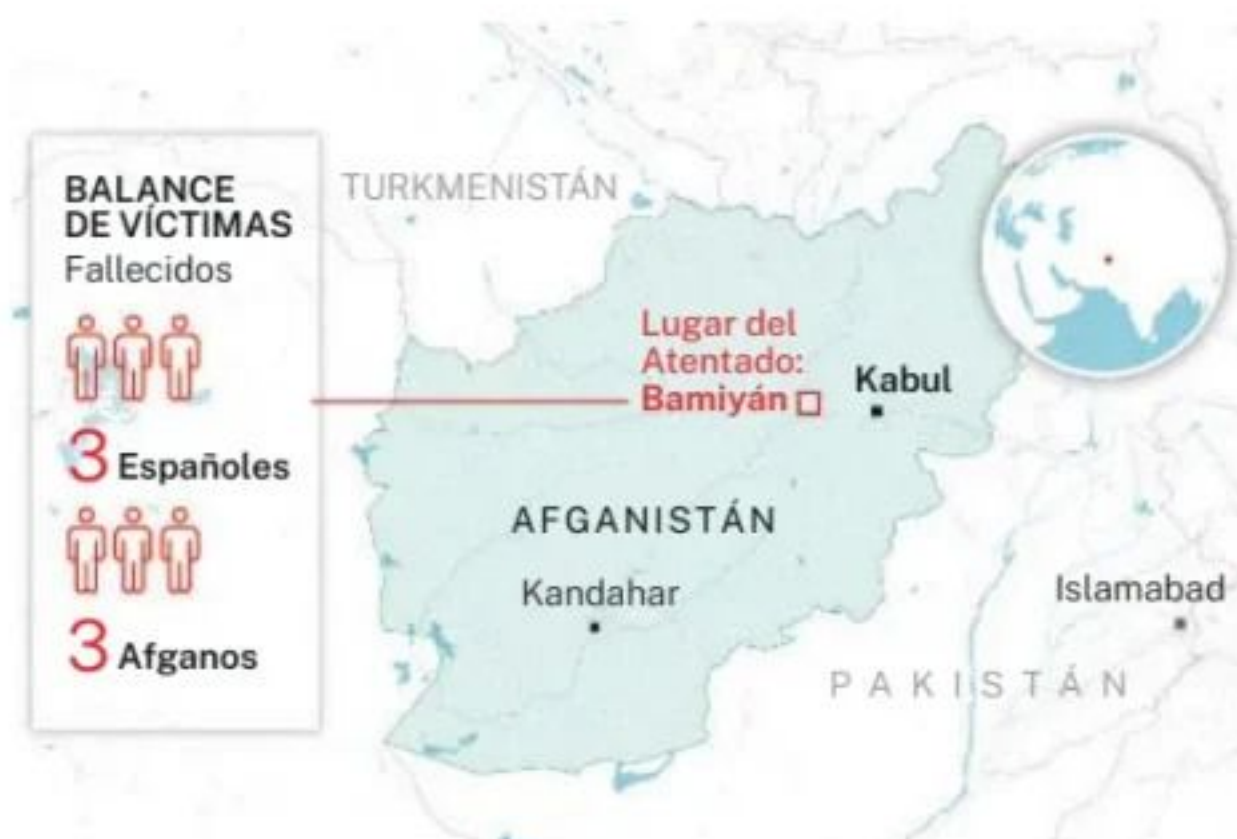 BALANCE
DE VÍCTIMAS
Fallecidos
3 Españoles
3 Afganos
TURKMENISTÁN
Lugar del
Atentado:
Bamiyán
Kabul
AFGANISTÁN
Kandahar
Islamabad
PAKISTÁN